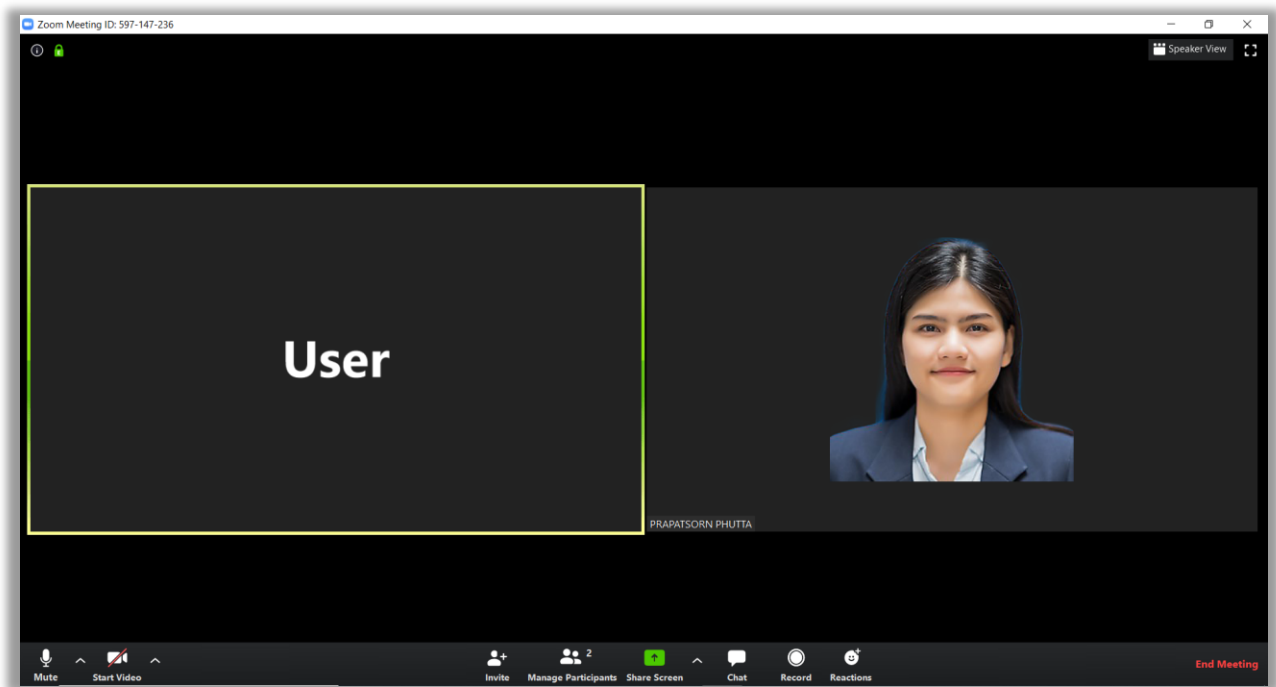 Zoom Meeting ID: 597-147-236
Speaker View
User
PRAPATSORN PHUTTA
Mute
Start Video
Invite
2
Manage Participants
Share Screen
Chat
Record
Reactions
End Meeting